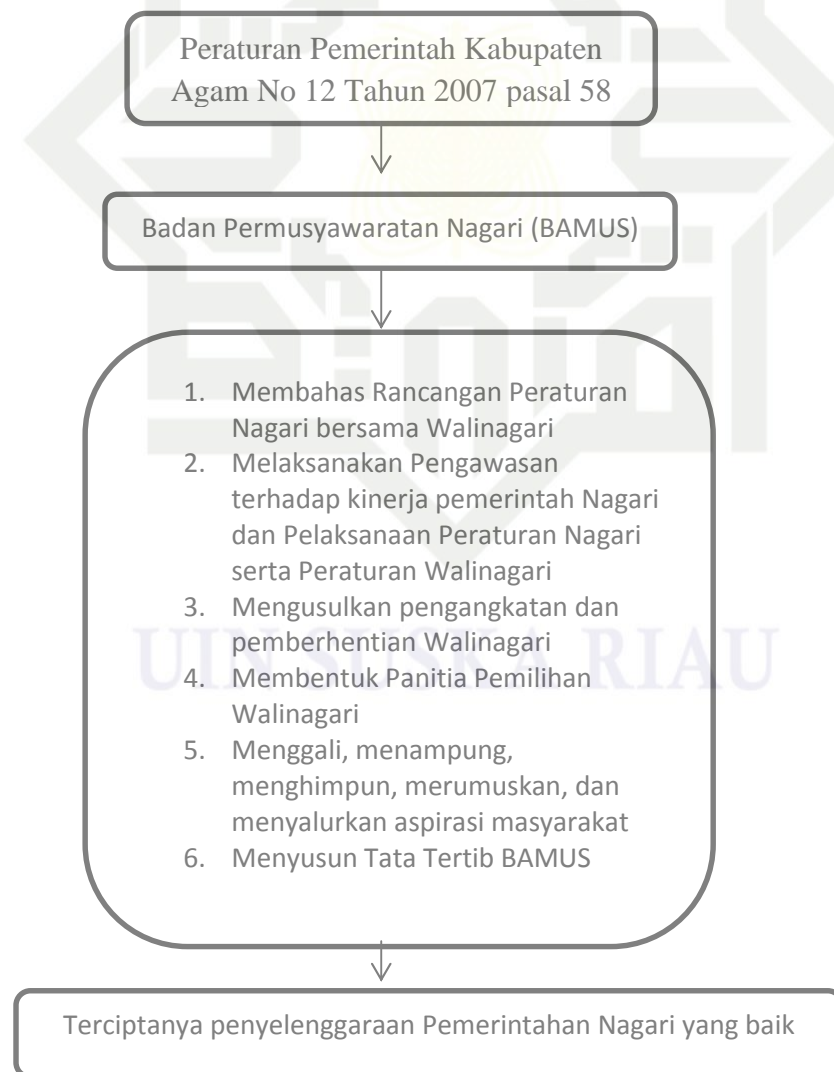 Peraturan Pemerintah Kabupaten
Agam No 12 Tahun 2007 pasal 58
Badan Permusyawaratan Nagari (BAMUS)
1. Membahas Rancangan Peraturan
Nagari bersama Walinagari
2. Melaksanakan Pengawasan
terhadap kinerja pemerintah Nagari
dan Pelaksanaan Peraturan Nagari
serta Peraturan Walinagari
3. Mengusulkan pengangkatan dan
pemberhentian Walinagari
UIN SUSKA RIAU
4. Membentuk Panitia Pemilihan
Walinagari
5. Menggali, menampung,
menghimpun, merumuskan, dan
menyalurkan aspirasi masyarakat
6. Menyusun Tata Tertib BAMUS
Terciptanya penyelenggaraan Pemerintahan Nagari yang baik